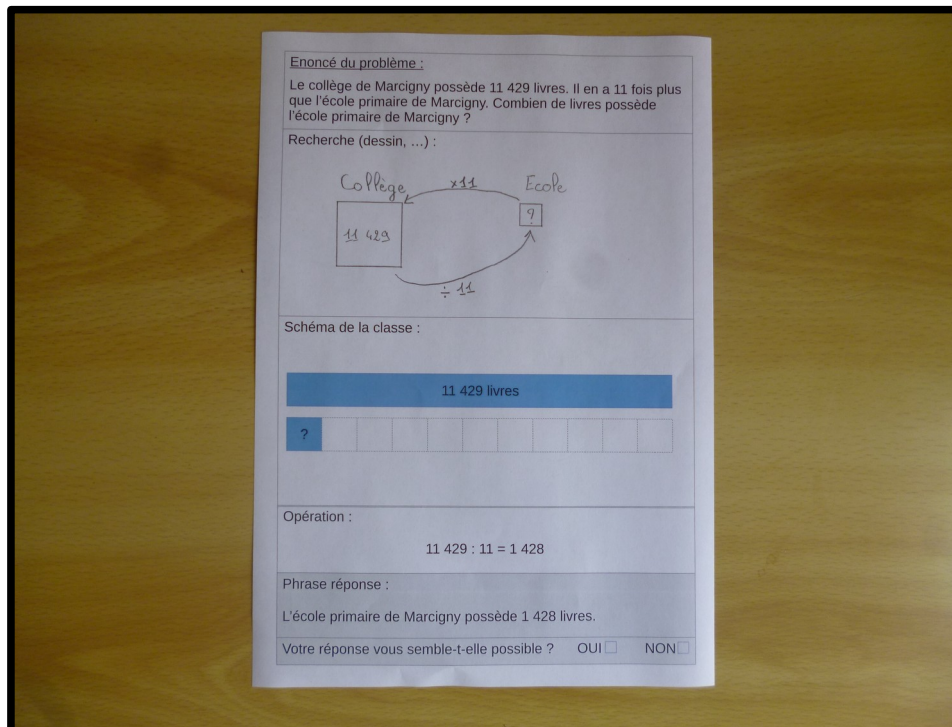 Enoncé du problème :
Le collège de Marcigny possède 11 429 livres. Il en a 11 fois plus
que l'école primaire de Marcigny. Combien de livres possède
l'école primaire de Marcigny ?
Recherche (dessin, ...) :
Collège
x11
Ecole
11 429
?
÷ 11
Schéma de la classe :
11 429 livres
?
Opération :
11 429 : 11 = 1 428
Phrase réponse :
L'école primaire de Marcigny possède 1 428 livres.
Votre réponse vous semble-t-elle possible ? OUI NON